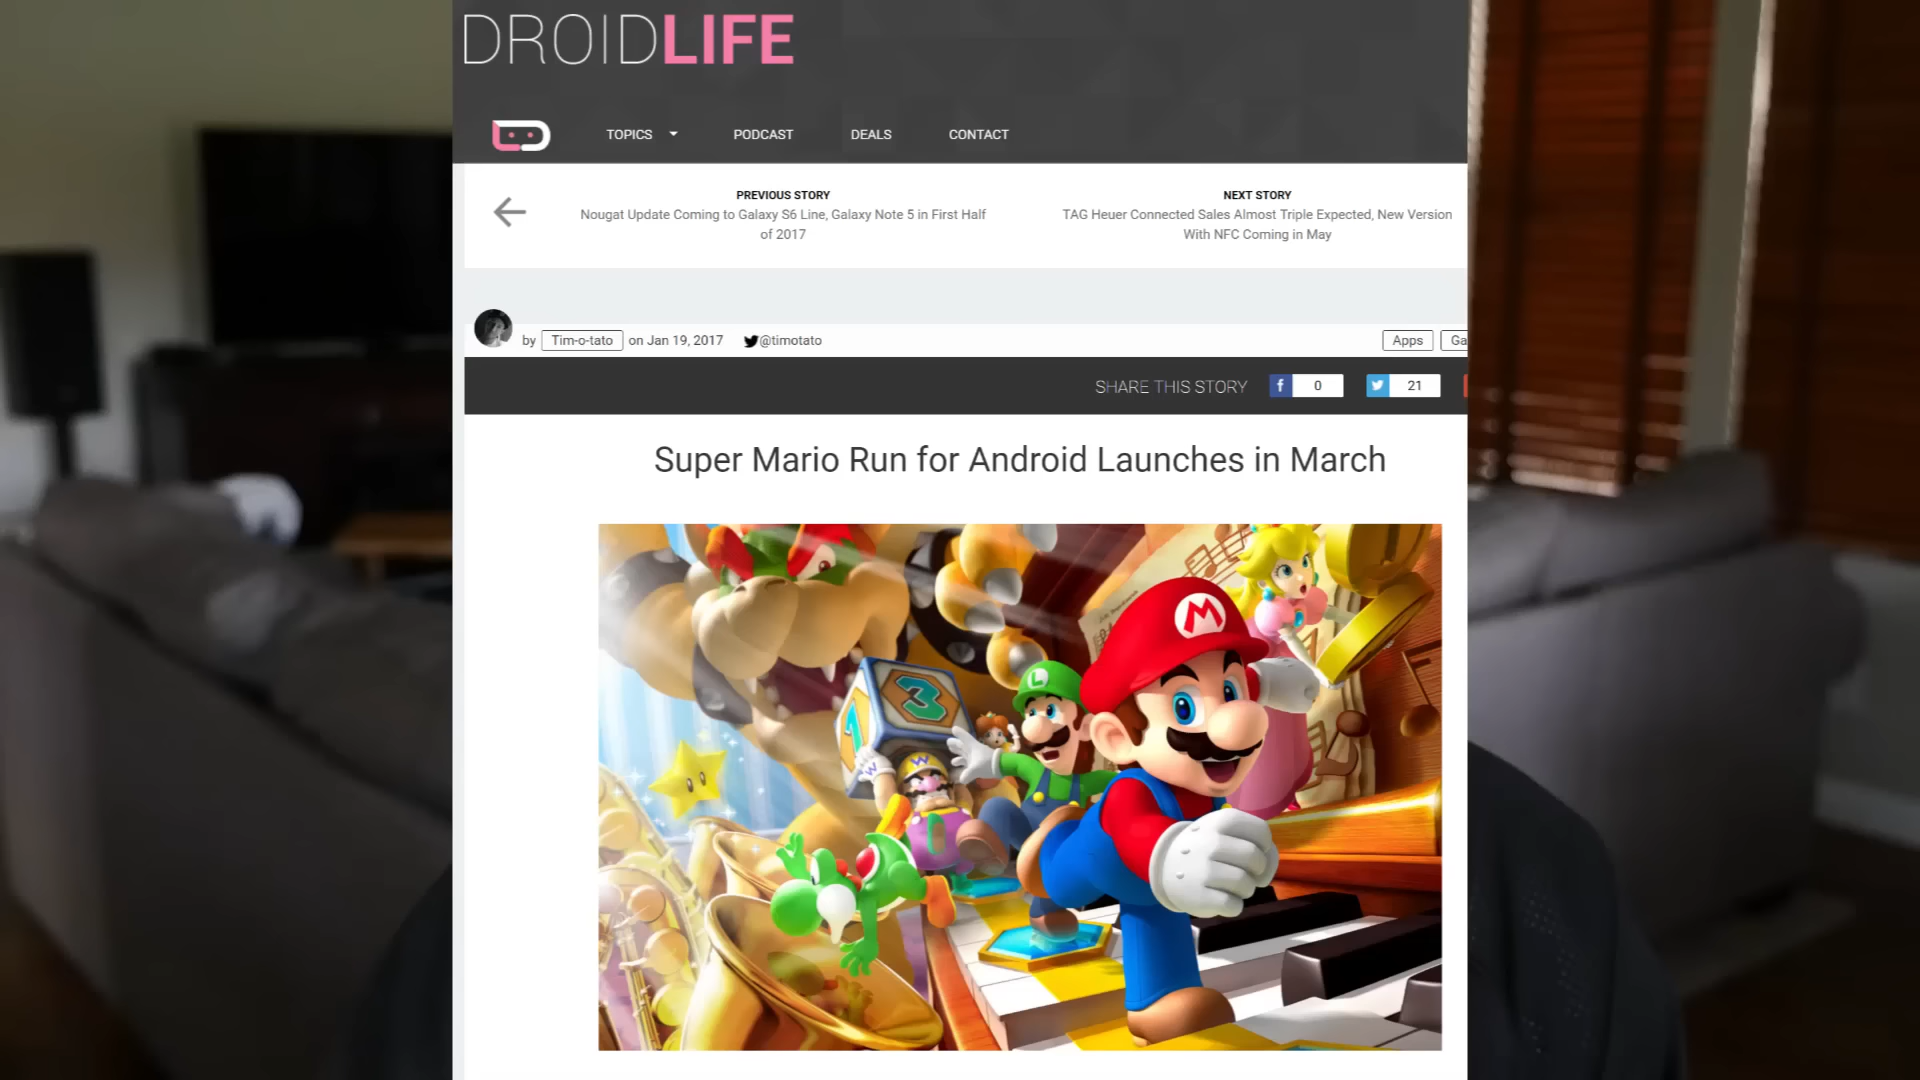 DROIDLIFE
TOPICS
PODCAST
DEALS
CONTACT
PREVIOUS STORY
Nougat Update Coming to Galaxy S6 Line, Galaxy Note 5 in First Half
of 2017
NEXT STORY
TAG Heuer Connected Sales Almost Triple Expected, New Version
With NFC Coming in May
by Tim-o-tato on Jan 19, 2017 @timotato
Apps
Ga
SHARE THIS STORY f 0 21
Super Mario Run for Android Launches in March
M
L
3
1
W
W